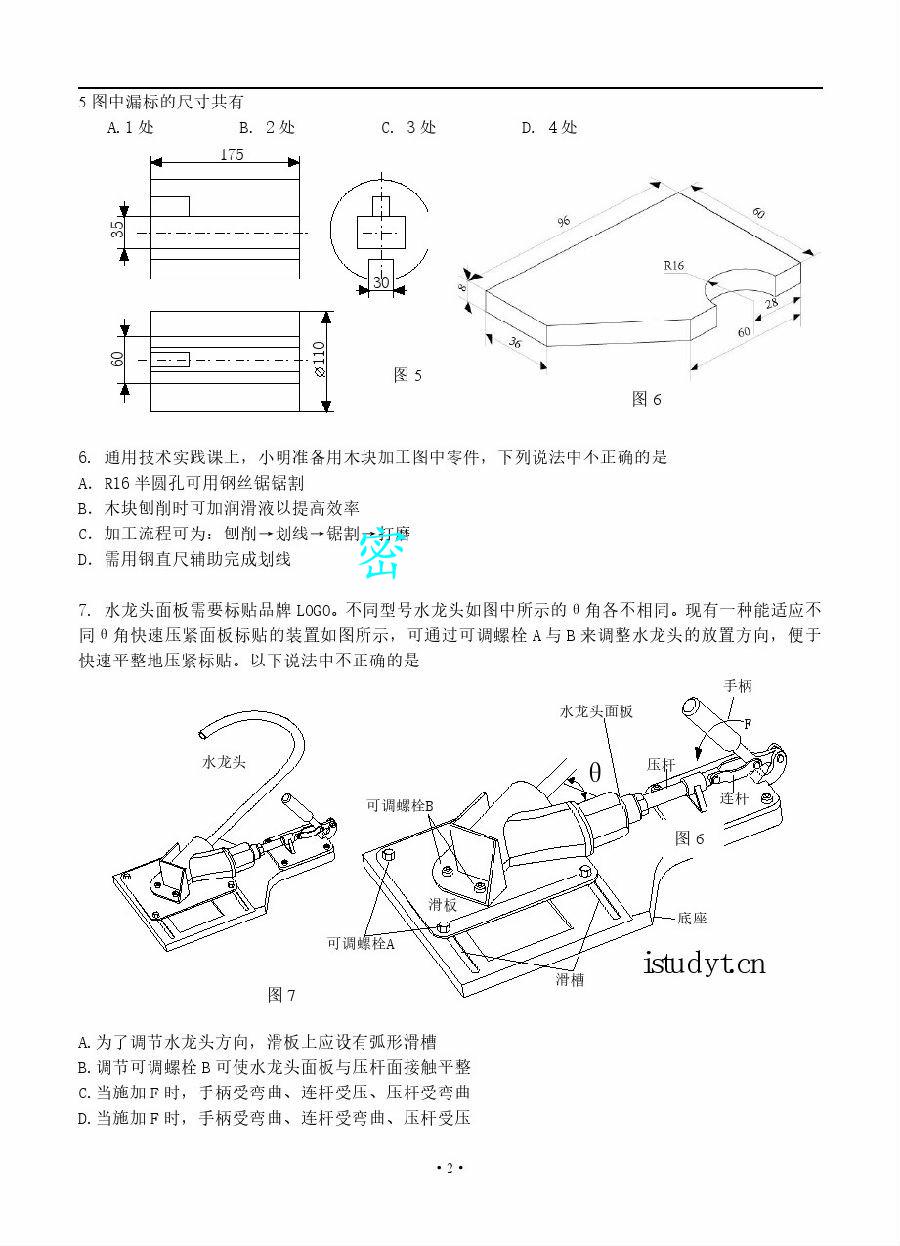 5 图中漏标的尺寸共有
A.1 处 B. 2 处 C. 3 处 D. 4 处
175
35
30
60
⌀110
图 5
96
60
R16
8
28
36
60
图 6
6. 通用技术实践课上，小明准备用木块加工图中零件，下列说法中不正确的是
A. R16 半圆孔可用钢丝锯锯割
B. 木块刨削时可加润滑液以提高效率
C. 加工流程可为：刨削→划线→锯割→打磨
D. 需用钢直尺辅助完成划线
密
7. 水龙头面板需要标贴品牌 LOGO。不同型号水龙头如图中所示的 θ 角各不相同。现有一种能适应不
同 θ 角快速压紧面板标贴的装置如图所示，可通过可调螺栓 A 与 B 来调整水龙头的放置方向，便于
快速平整地压紧标贴。以下说法中不正确的是
手柄
水龙头面板
F
水龙头
θ
压杆
连杆
可调螺栓B
图 6
滑板
底座
可调螺栓A
istudyt.cn
滑槽
图 7
A.为了调节水龙头方向，滑板上应设有弧形滑槽
B.调节可调螺栓 B 可使水龙头面板与压杆面接触平整
C.当施加 F 时，手柄受弯曲、连杆受压、压杆受弯曲
D.当施加 F 时，手柄受弯曲、连杆受弯曲、压杆受压
· 2 ·